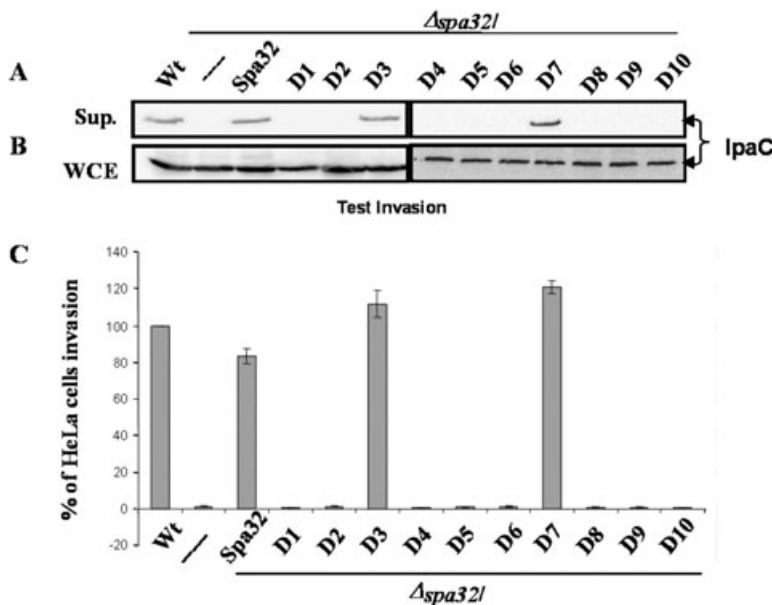 Δspa32/
A Wt ---- Spa32 D1 D2 D3 D4 D5 D6 D7 D8 D9 D10
Sup.
B
IpaC
WCE
Test Invasion
C
% of HeLa cells invasion
140
120
100
80
60
40
20
0
-20
Wt ---- Spa32 D1 D2 D3 D4 D5 D6 D7 D8 D9 D10
Δspa32/